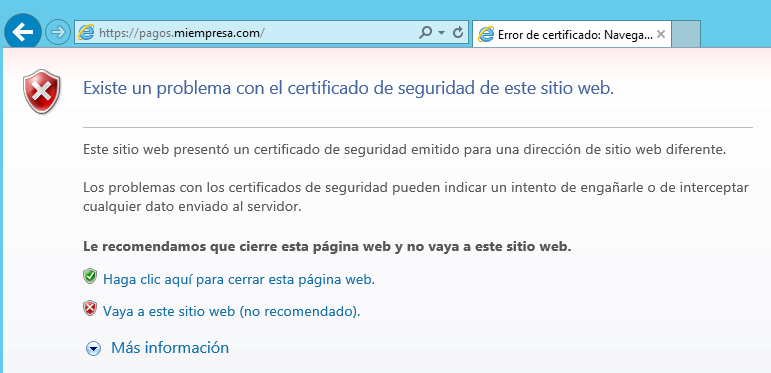 https://pagos.miempresa.com/
Error de certificado: Navega...
Existe un problema con el certificado de seguridad de este sitio web.
Este sitio web presentó un certificado de seguridad emitido para una dirección de sitio web diferente.
Los problemas con los certificados de seguridad pueden indicar un intento de engañarle o de interceptar
cualquier dato enviado al servidor.
Le recomendamos que cierre esta página web y no vaya a este sitio web.
Haga clic aquí para cerrar esta página web.
Vaya a este sitio web (no recomendado).
Más información